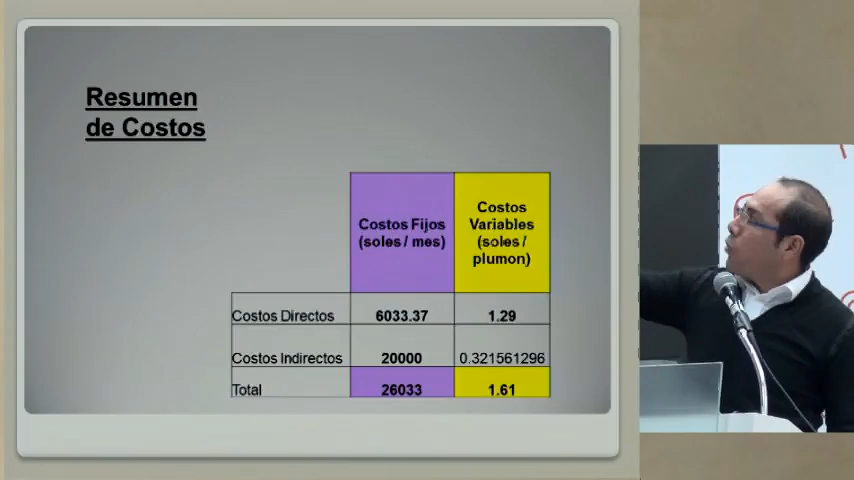 Resumen
de Costos
Costos Fijos
(soles / mes)
Costos
Variables
(soles /
plumon)
Costos Directos 6033.37 1.29
Costos Indirectos 20000 0.321561296
Total 26033 1.61